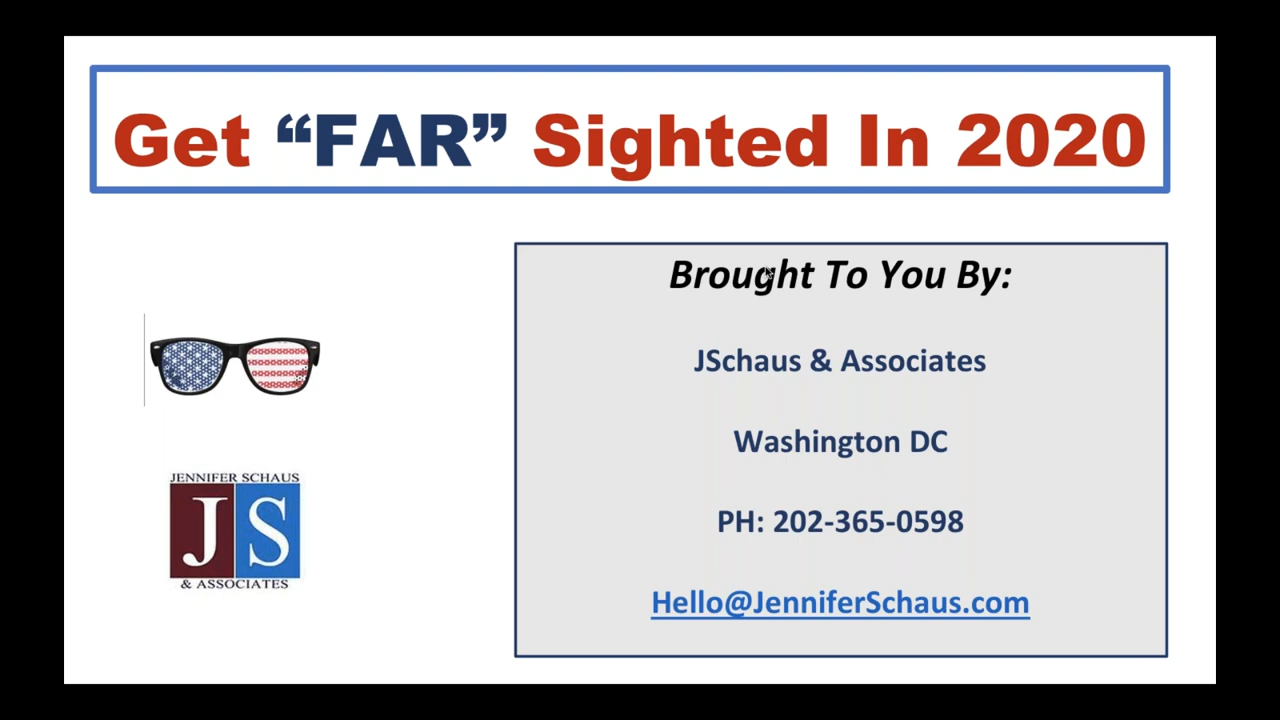 Get “FAR” Sighted In 2020
Brought To You By:
JSchaus & Associates
Washington DC
PH: 202-365-0598
Hello@JenniferSchaus.com
JENNIFER SCHAUS
JS
& ASSOCIATES